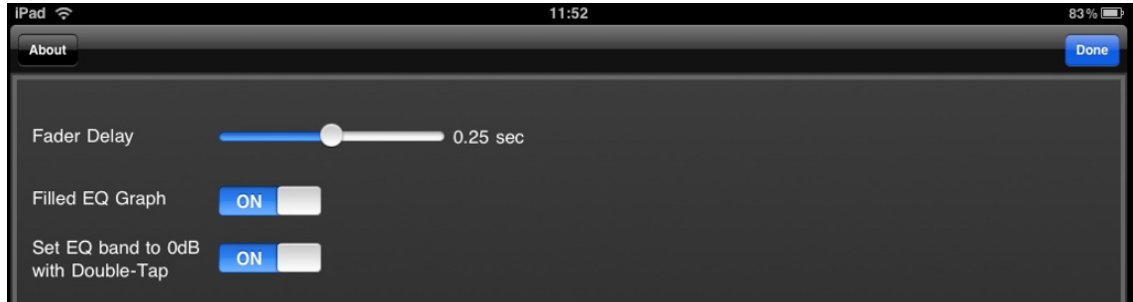 iPad 11:52 83%
About Done
Fader Delay 0.25 sec
Filled EQ Graph ON
Set EQ band to 0dB
with Double-Tap ON